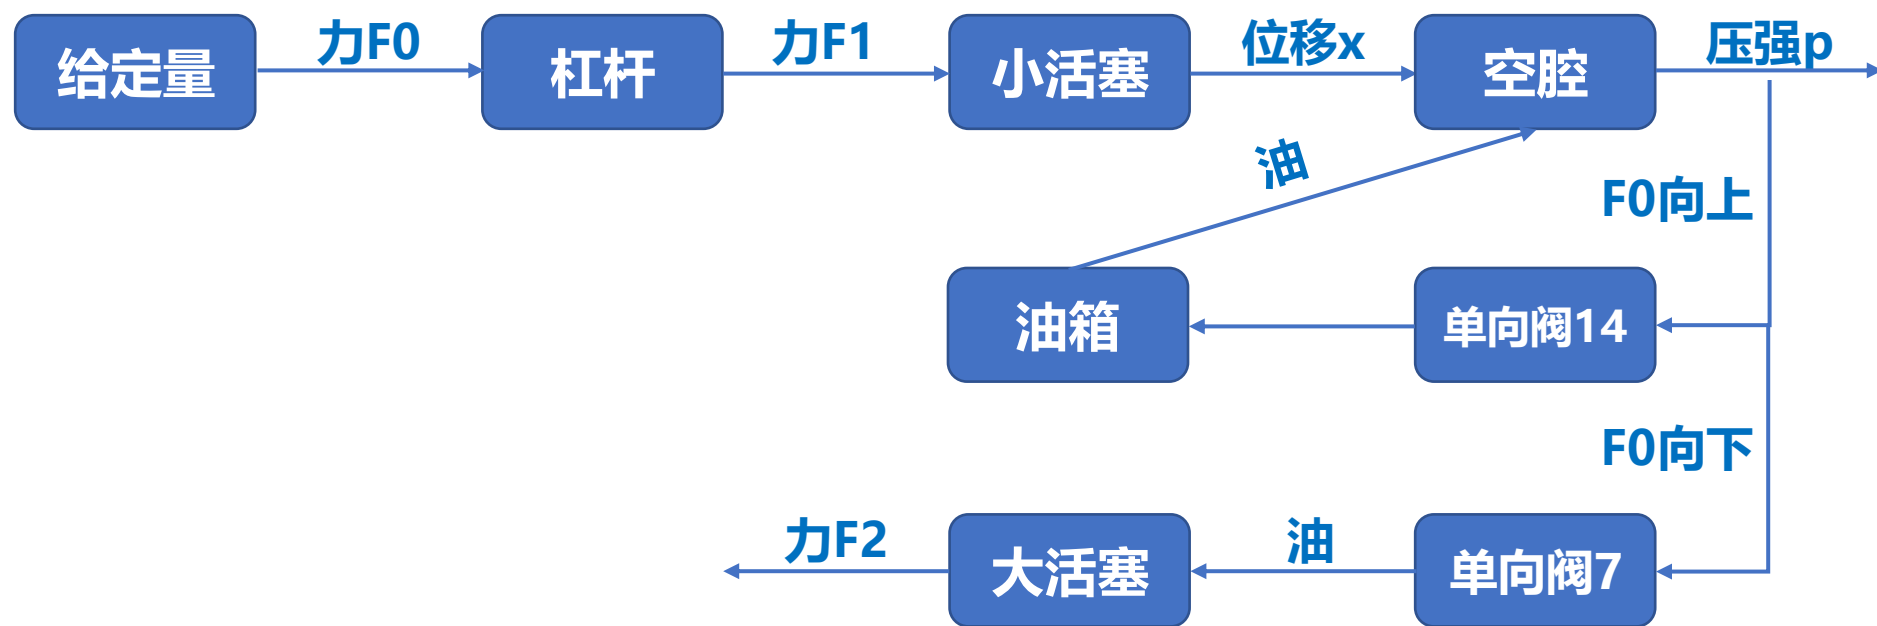 给定量
力F0
杠杆
力F1
小活塞
位移x
空腔
压强p
油
F0向上
油箱
单向阀14
F0向下
力F2
大活塞
油
单向阀7